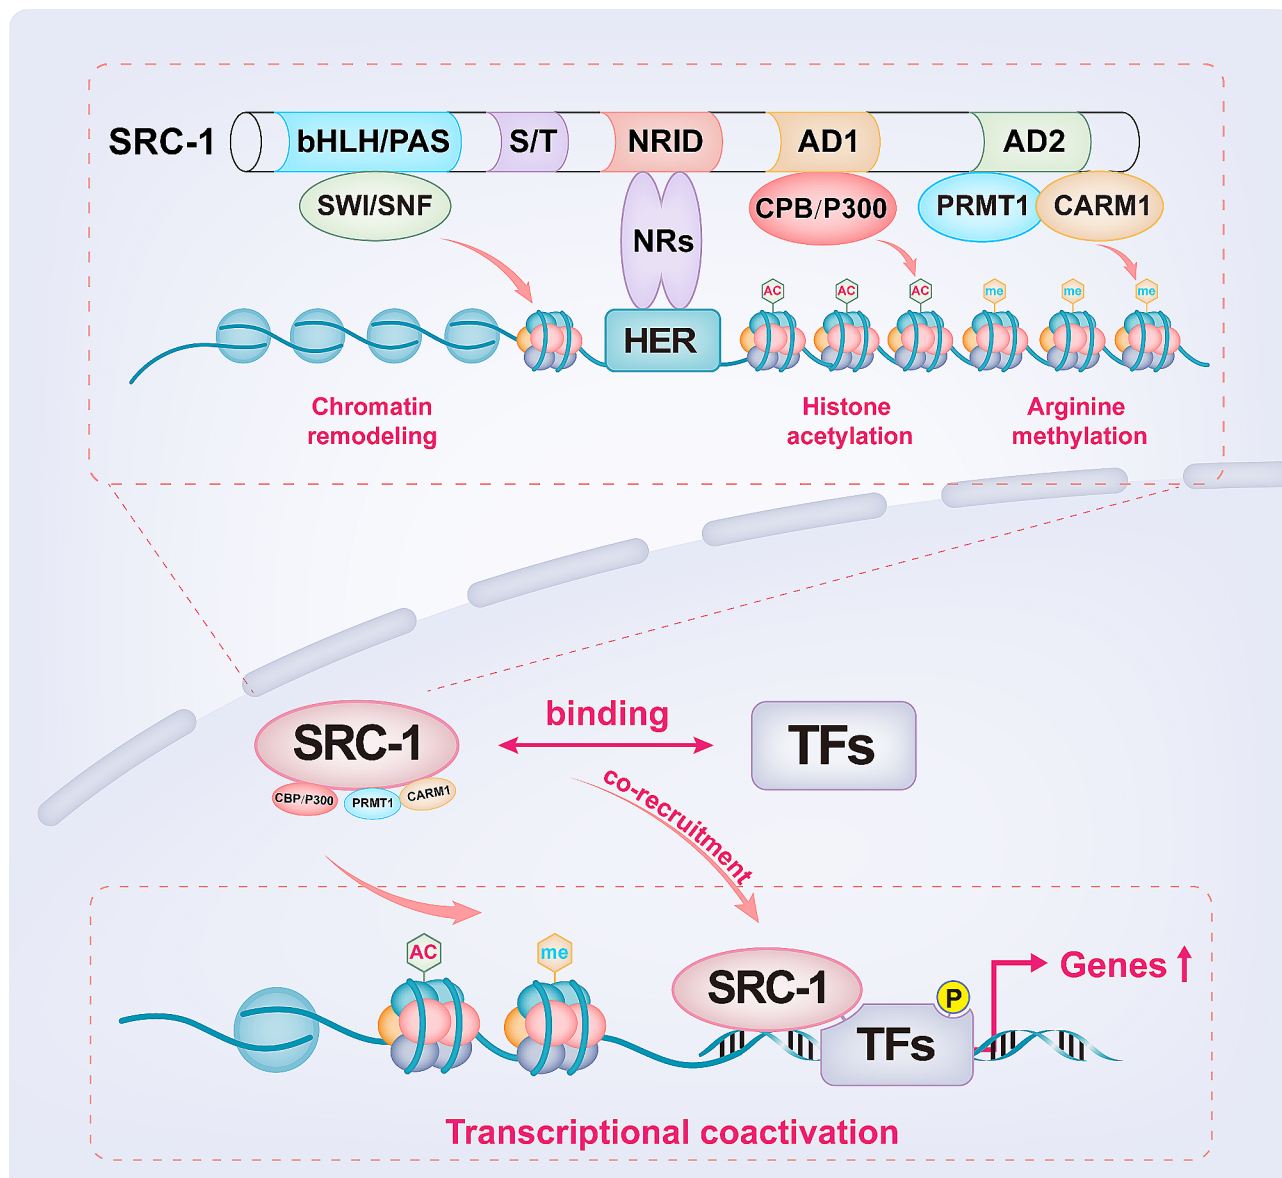 SRC-1
bHLH/PAS
S/T
NRID
AD1
AD2
SWI/SNF
NRs
CPB/P300
PRMT1
CARM1
AC
AC
AC
me
me
me
HER
Chromatin
remodeling
Histone
acetylation
Arginine
methylation
SRC-1
CBP/P300
PRMT1
CARM1
binding
TFs
co-recruitment
AC
me
SRC-1
TFs
P
Genes
Transcriptional coactivation